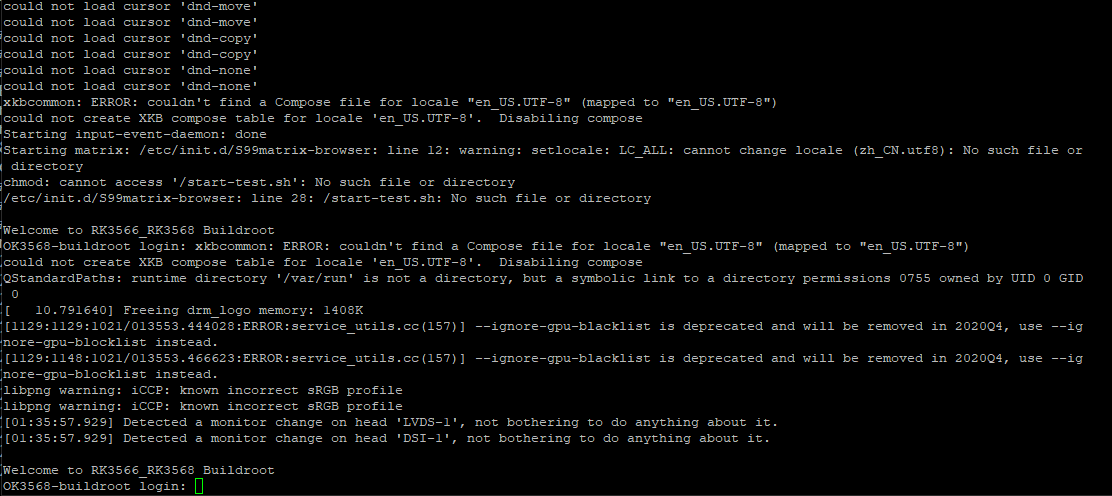 could not load cursor 'dnd-move'
could not load cursor 'dnd-move'
could not load cursor 'dnd-copy'
could not load cursor 'dnd-copy'
could not load cursor 'dnd-none'
could not load cursor 'dnd-none'
xkbcommon: ERROR: couldn't find a Compose file for locale "en_US.UTF-8" (mapped to "en_US.UTF-8")
could not create XKB compose table for locale 'en_US.UTF-8'.  Disabiling compose
Starting input-event-daemon: done
Starting matrix: /etc/init.d/S99matrix-browser: line 12: warning: setlocale: LC_ALL: cannot change locale (zh_CN.utf8): No such file or
 directory
chmod: cannot access '/start-test.sh': No such file or directory
/etc/init.d/S99matrix-browser: line 28: /start-test.sh: No such file or directory

Welcome to RK3566_RK3568 Buildroot
OK3568-buildroot login: xkbcommon: ERROR: couldn't find a Compose file for locale "en_US.UTF-8" (mapped to "en_US.UTF-8")
could not create XKB compose table for locale 'en_US.UTF-8'.  Disabiling compose
QStandardPaths: runtime directory '/var/run' is not a directory, but a symbolic link to a directory permissions 0755 owned by UID 0 GID
 0
[   10.791640] Freeing drm_logo memory: 1408K
[1129:1129:1021/013553.444028:ERROR:service_utils.cc(157)] --ignore-gpu-blacklist is deprecated and will be removed in 2020Q4, use --ig
nore-gpu-blocklist instead.
[1129:1148:1021/013553.466623:ERROR:service_utils.cc(157)] --ignore-gpu-blacklist is deprecated and will be removed in 2020Q4, use --ig
nore-gpu-blocklist instead.
libpng warning: iCCP: known incorrect sRGB profile
libpng warning: iCCP: known incorrect sRGB profile
[01:35:57.929] Detected a monitor change on head 'LVDS-1', not bothering to do anything about it.
[01:35:57.929] Detected a monitor change on head 'DSI-1', not bothering to do anything about it.

Welcome to RK3566_RK3568 Buildroot
OK3568-buildroot login: